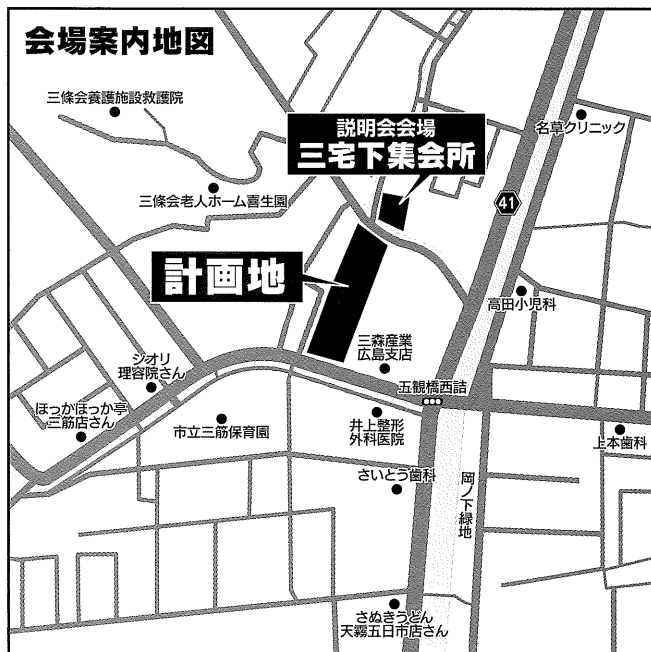 会場案内地図
三條会養護施設救護院
説明会会場
三宅下集会所
名草クリニック
三條会老人ホーム喜生園
41
計画地
高田小児科
三森産業
広島支店
シオリ
理容院さん
五観橋西詰
ほっかほっか亭
三筋店さん
市立三筋保育園
井上整形
外科医院
上本歯科
さいとう歯科
岡ノ下緑地
さぬきうどん
天霧五日市店さん